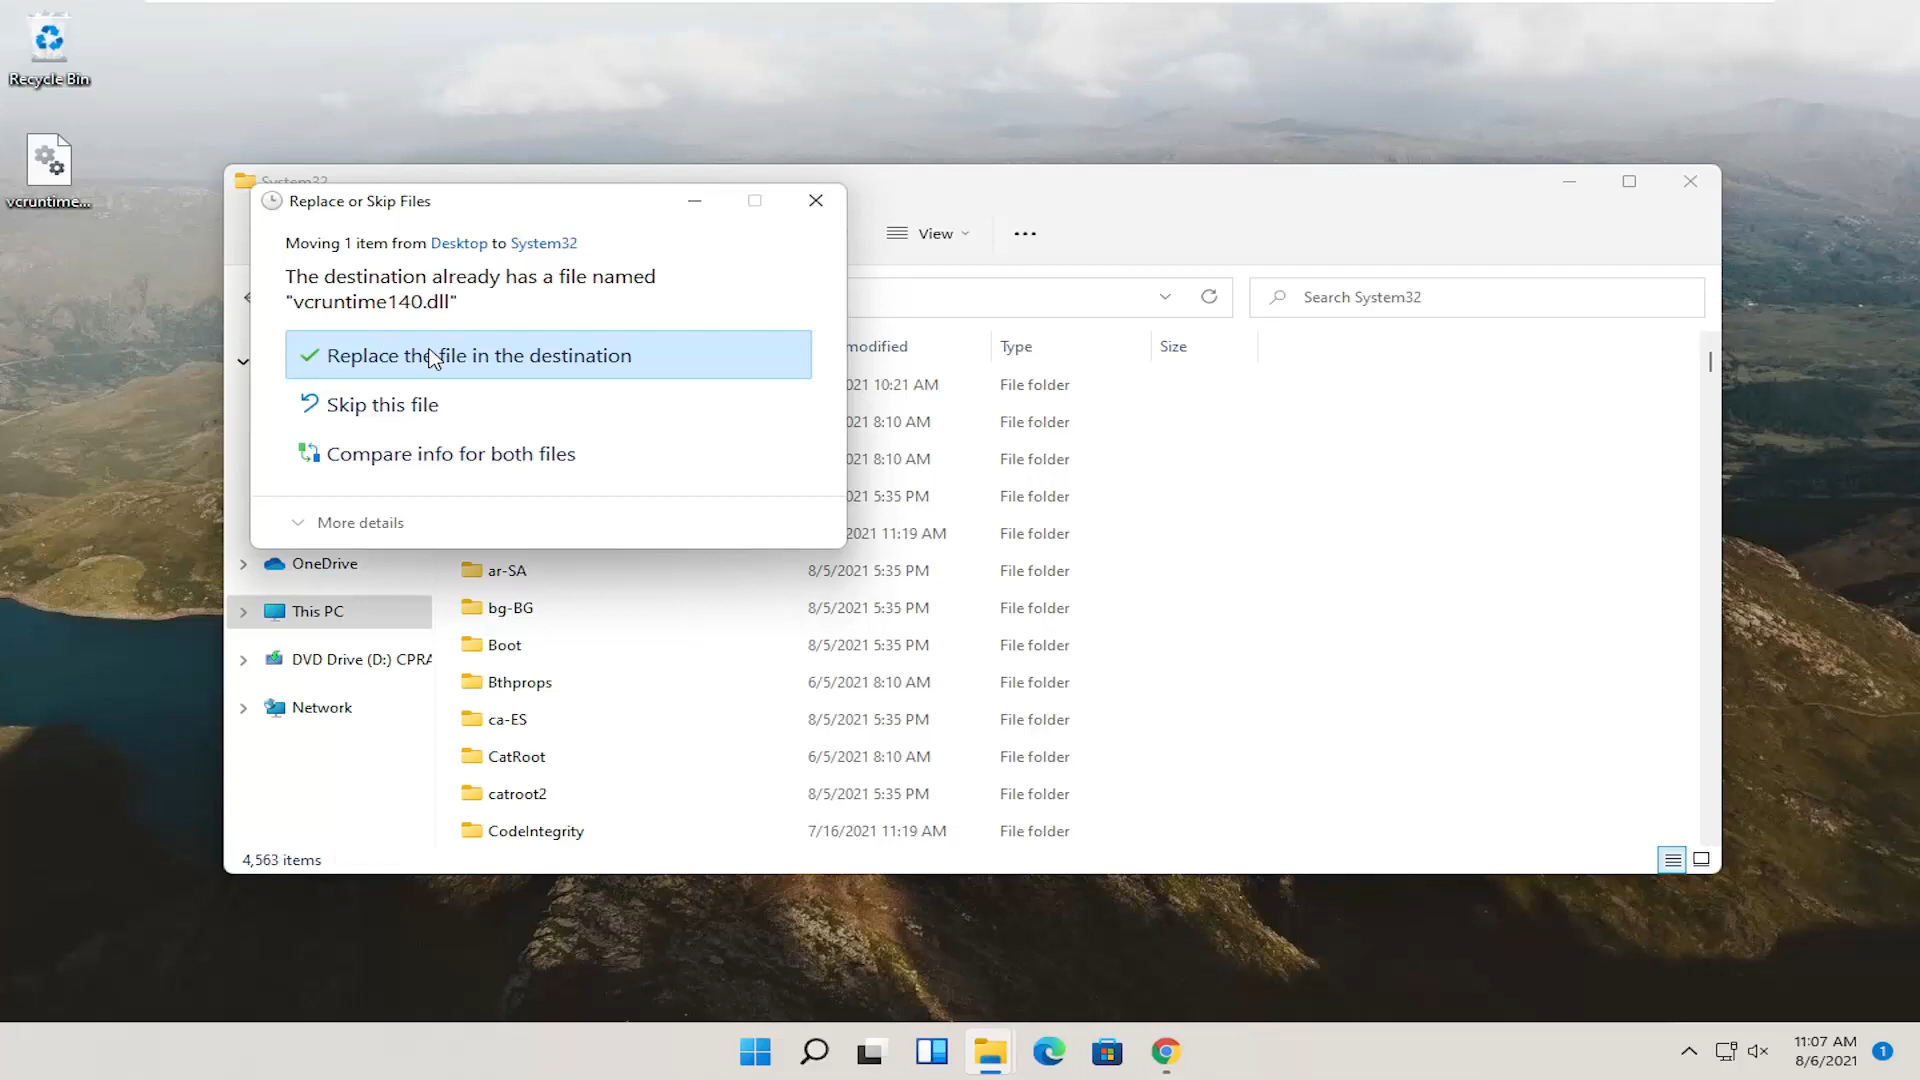 Recycle Bin
vcruntime...
System32
Replace or Skip Files
Moving 1 item from Desktop to System32
The destination already has a file named
"vcruntime140.dll"
Replace the file in the destination
Skip this file
Compare info for both files
More details
View
Search System32
modified
Type
Size
021 10:21 AM
File folder
021 8:10 AM
File folder
021 8:10 AM
File folder
021 5:35 PM
File folder
2021 11:19 AM
File folder
OneDrive
This PC
DVD Drive (D:) CPRA
Network
ar-SA
8/5/2021 5:35 PM
File folder
bg-BG
8/5/2021 5:35 PM
File folder
Boot
8/5/2021 5:35 PM
File folder
Bthprops
6/5/2021 8:10 AM
File folder
ca-ES
8/5/2021 5:35 PM
File folder
CatRoot
6/5/2021 8:10 AM
File folder
catroot2
8/5/2021 5:35 PM
File folder
CodeIntegrity
7/16/2021 11:19 AM
File folder
4,563 items
11:07 AM
8/6/2021
1